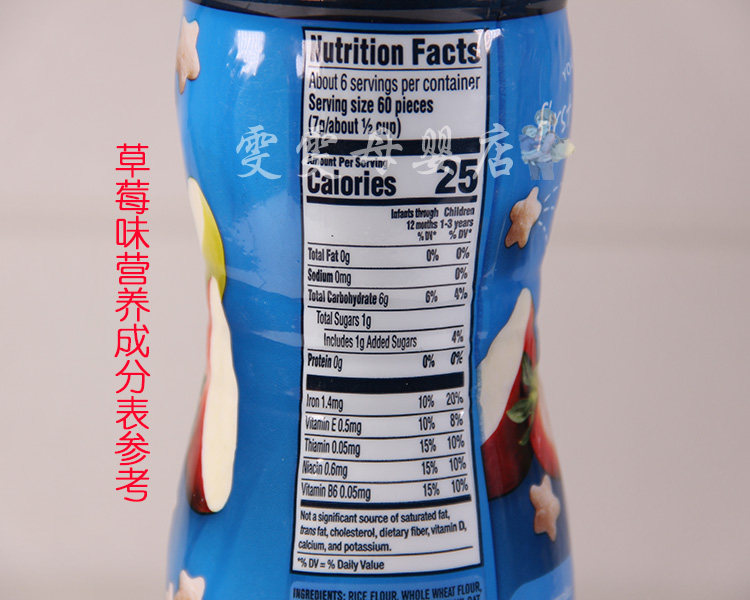 Nutrition Facts
About 6 servings per container
Serving size 60 pieces
(7g/about ½ cup)
雯雯母婴店
Amount Per Serving
Calories 25
Infants through Children
12 months 1-3 years
% DV* % DV*
Total Fat 0g 0% 0%
Sodium 0mg 0%
Total Carbohydrate 6g 6% 4%
Total Sugars 1g
Includes 1g Added Sugars 4%
Protein 0g 0% 0%
Iron 1.4mg 10% 20%
Vitamin E 0.5mg 10% 8%
Thiamin 0.05mg 15% 10%
Niacin 0.6mg 15% 10%
Vitamin B6 0.05mg 15% 10%
Not a significant source of saturated fat,
trans fat, cholesterol, dietary fiber, vitamin D,
calcium, and potassium.
*% DV = % Daily Value
INGREDIENTS: RICE FLOUR, WHOLE WHEAT FLOUR,
草莓味营养成分表参考